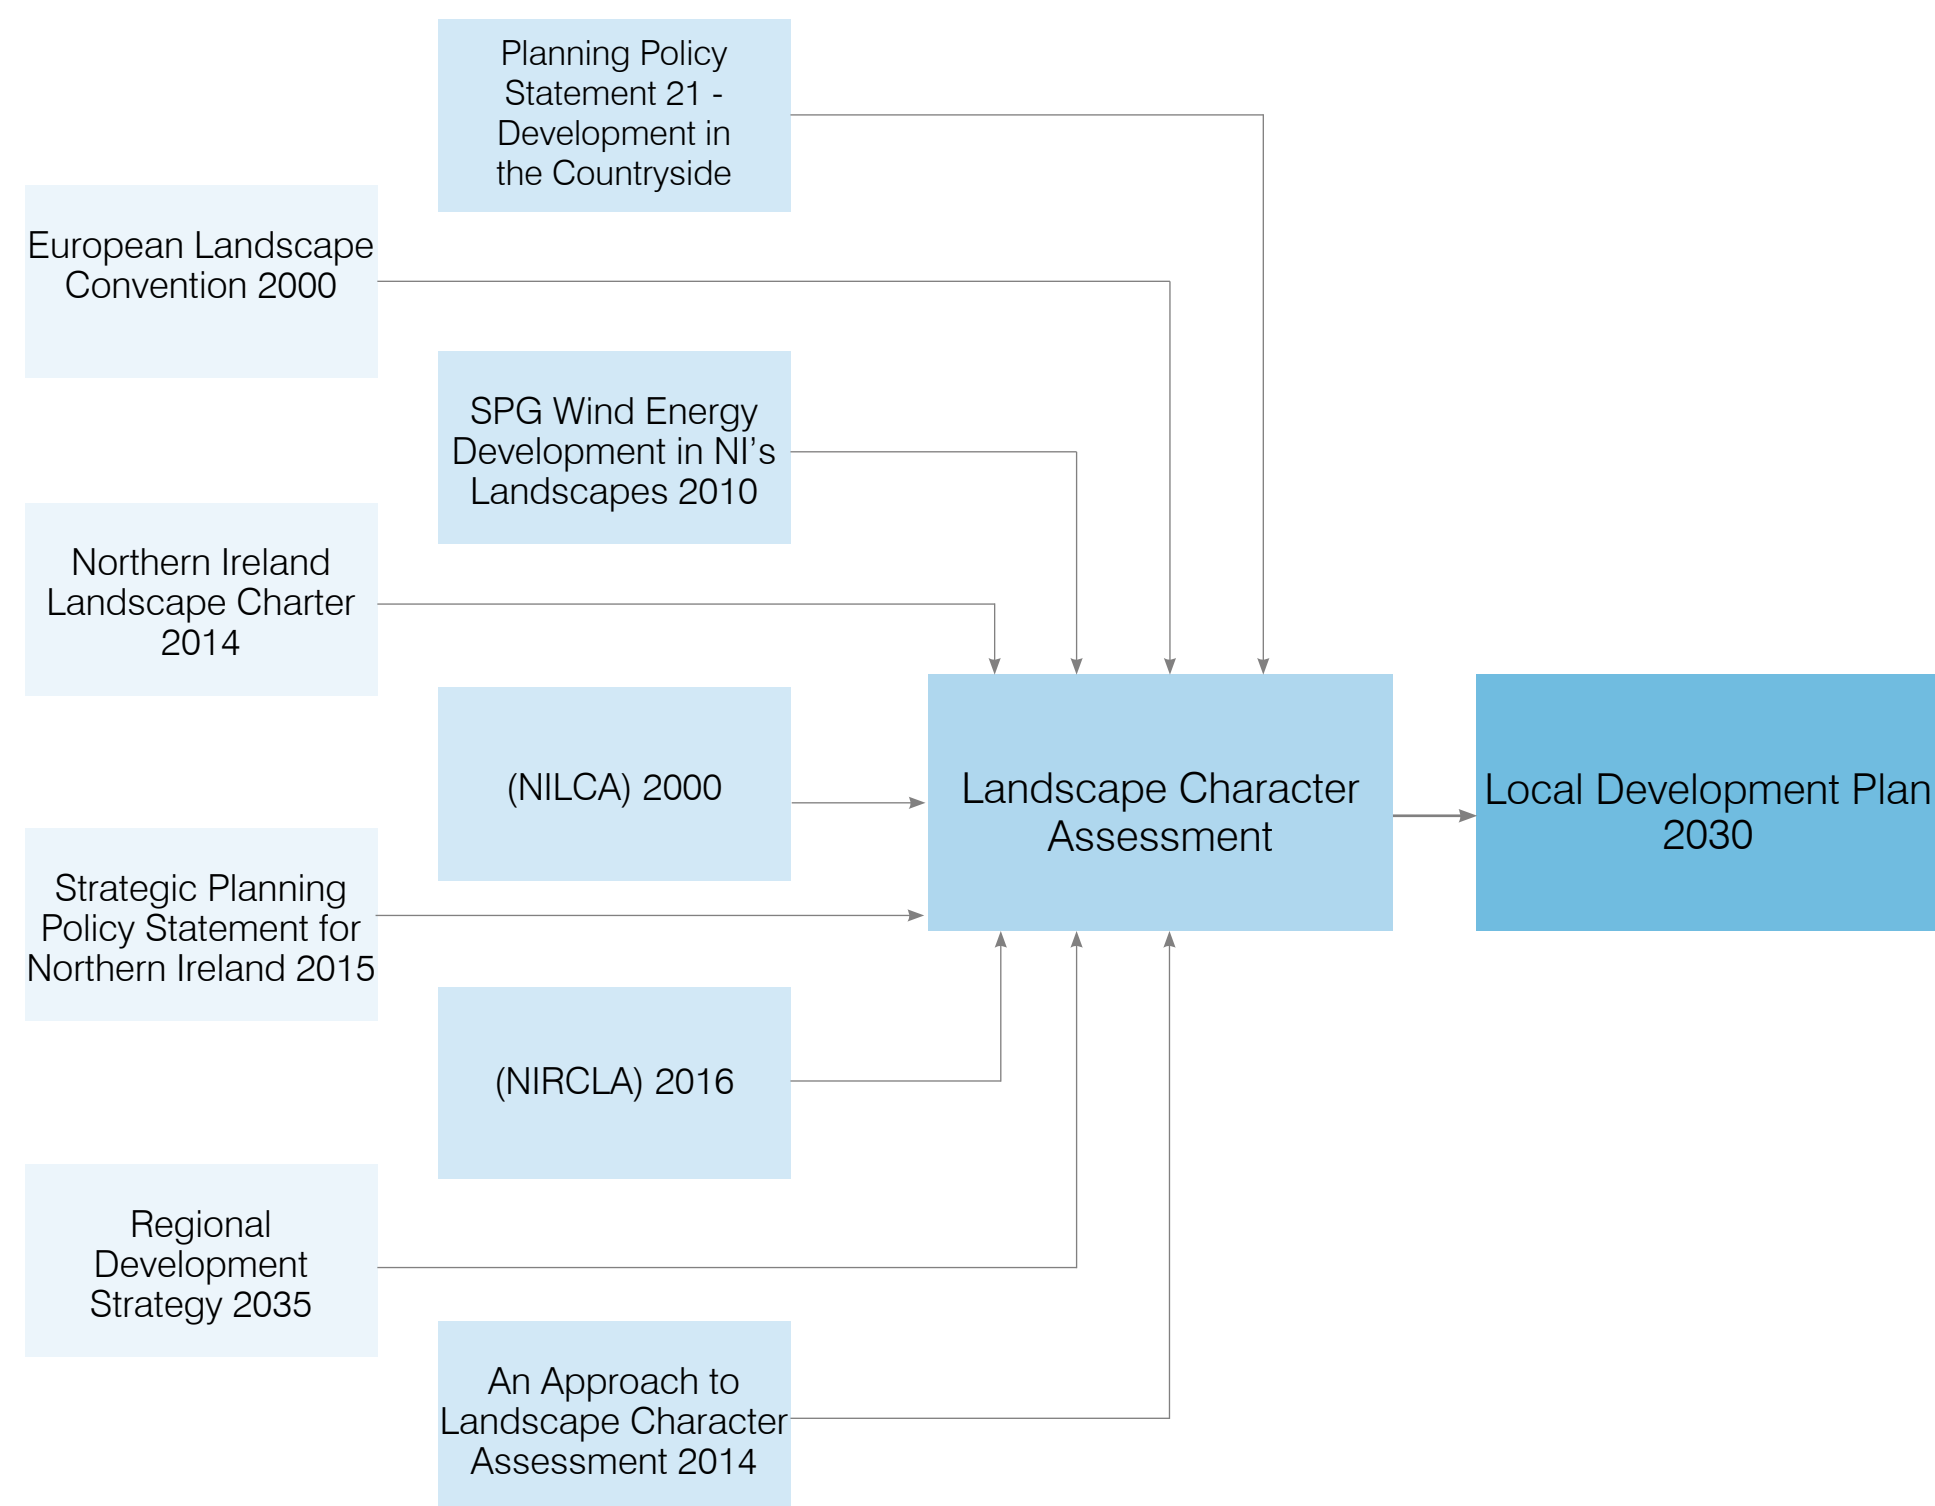 Planning Policy
Statement 21 -
Development in
the Countryside
European Landscape
Convention 2000
SPG Wind Energy
Development in NI’s
Landscapes 2010
Northern Ireland
Landscape Charter
2014
(NILCA) 2000
Landscape Character
Assessment
Local Development Plan
2030
Strategic Planning
Policy Statement for
Northern Ireland 2015
(NIRCLA) 2016
Regional
Development
Strategy 2035
An Approach to
Landscape Character
Assessment 2014